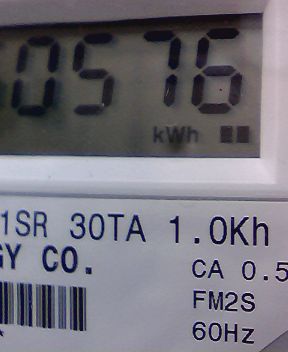 0576
kWh
1SR 30TA 1.0Kh
GY CO.
CA 0.5
FM2S
60Hz